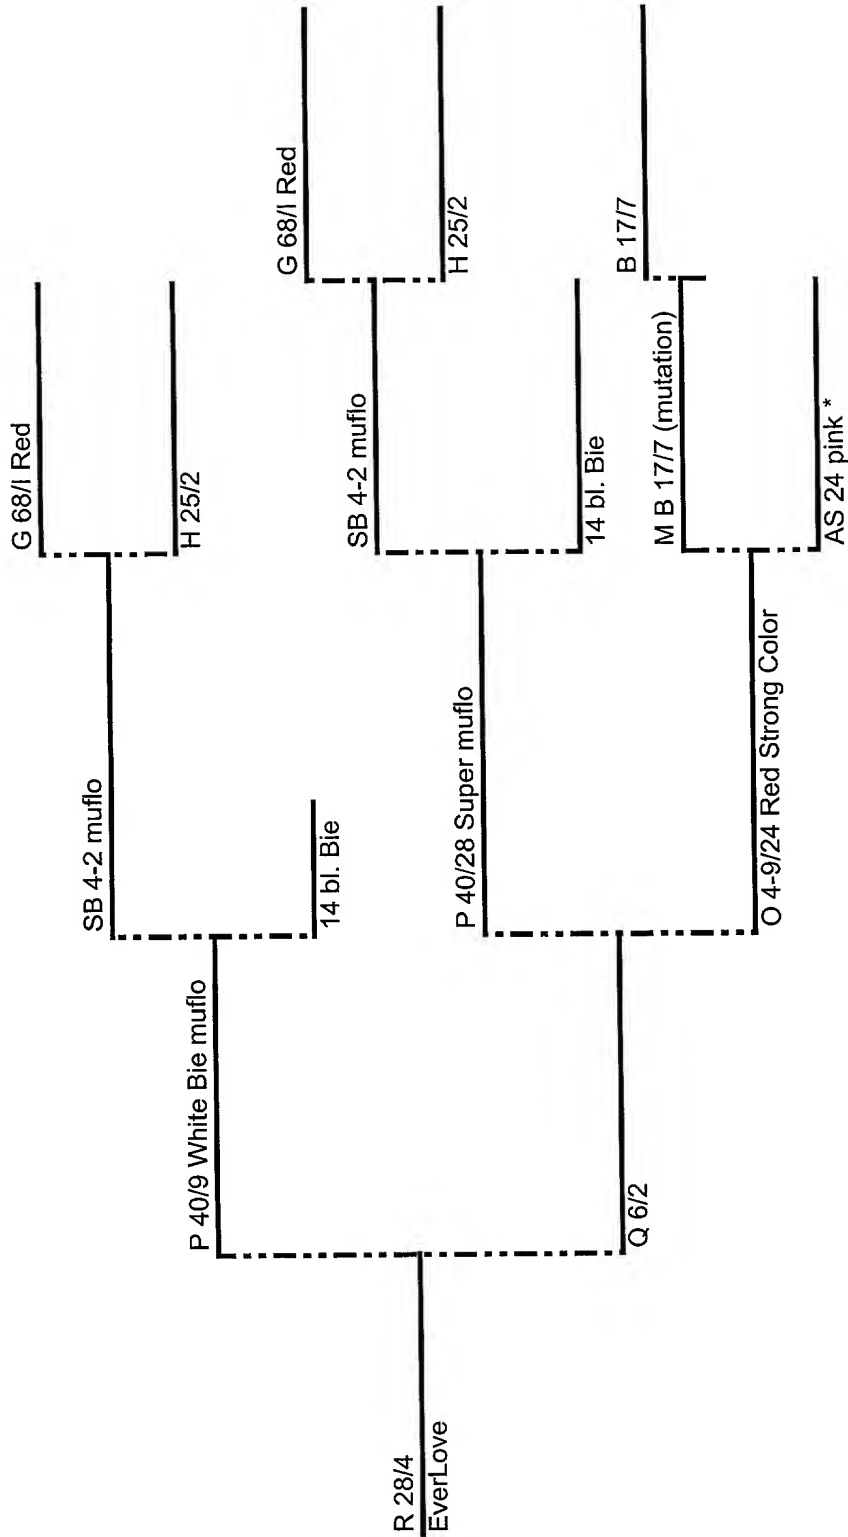 G 68/I Red
H 25/2
G 68/I Red
H 25/2
B 17/7
SB 4-2 muflo
14 bl. Bie
SB 4-2 muflo
14 bl. Bie
M B 17/7 (mutation)
AS 24 pink *
P 40/9 White Bie muflo
P 40/28 Super muflo
O 4-9/24 Red Strong Color
Q 6/2
R 28/4
EverLove